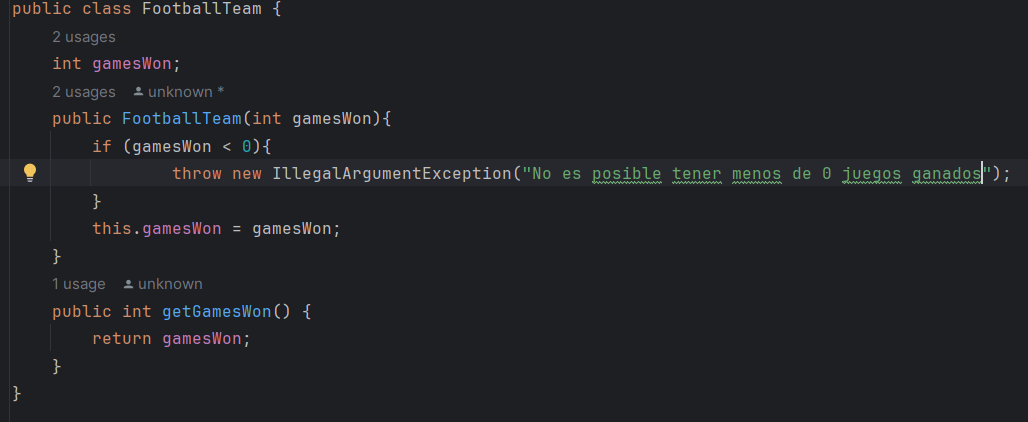 public class FootballTeam {
2 usages
int gamesWon;
2 usages unknown *
public FootballTeam(int gamesWon){
if (gamesWon < 0){
throw new IllegalArgumentException("No es posible tener menos de 0 juegos ganados");
}
this.gamesWon = gamesWon;
}
1 usage unknown
public int getGamesWon() {
return gamesWon;
}
}